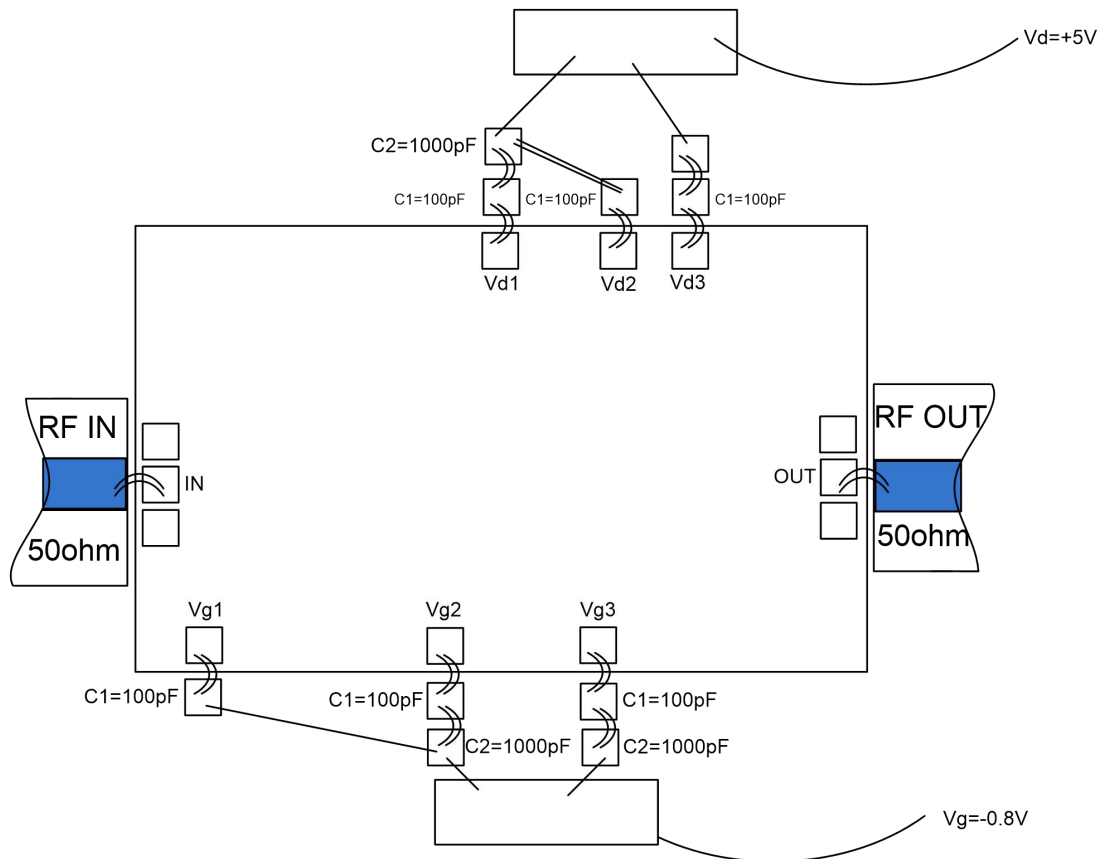 Vd=+5V
C2=1000pF
C1=100pF
C1=100pF
C1=100pF
Vd1
Vd2
Vd3
RF IN
IN
50ohm
RF OUT
OUT
50ohm
Vg1
Vg2
Vg3
C1=100pF
C1=100pF
C1=100pF
C2=1000pF
C2=1000pF
Vg=-0.8V